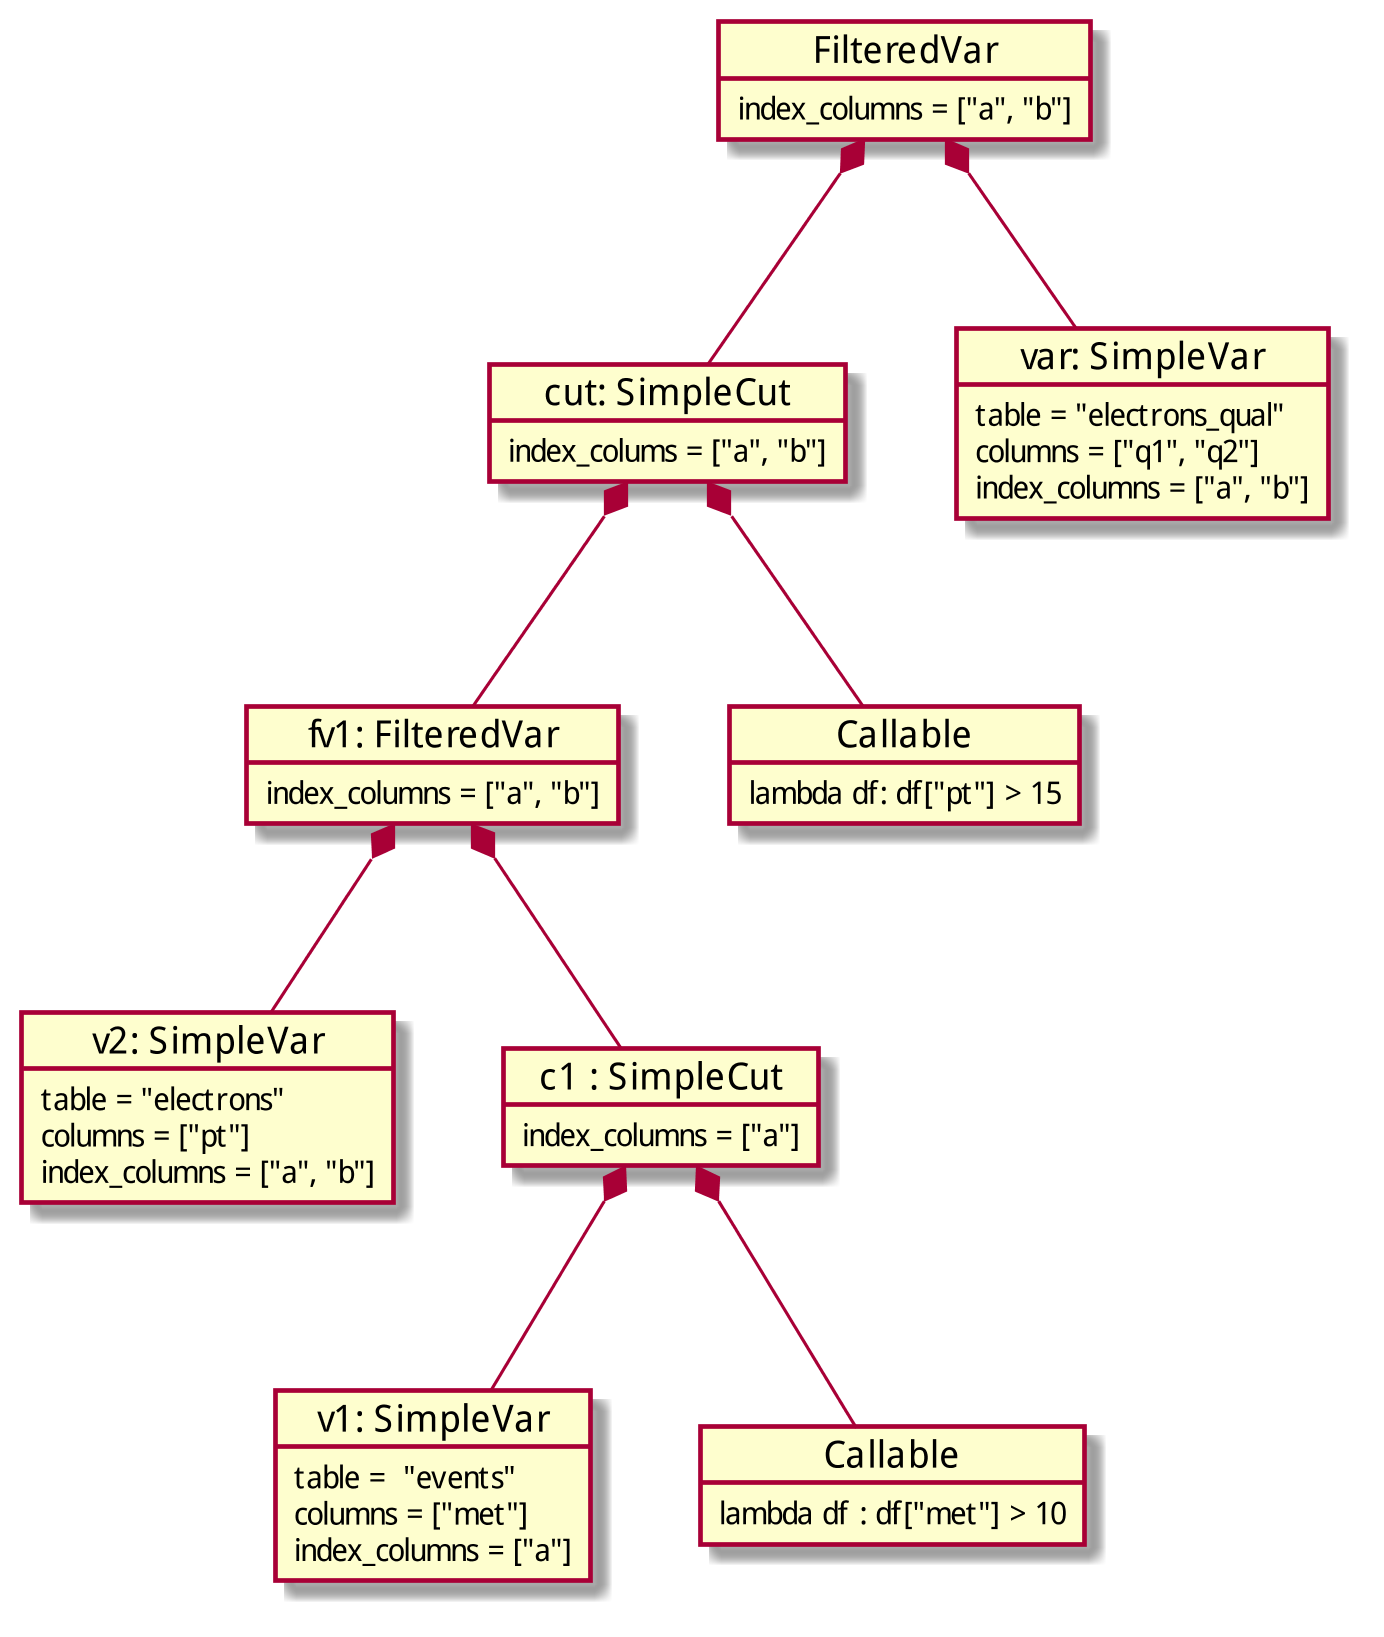 FilteredVar
index_columns = ["a", "b"]
cut: SimpleCut
index_colums = ["a", "b"]
var: SimpleVar
table = "electrons_qual"
columns = ["q1", "q2"]
index_columns = ["a", "b"]
fv1: FilteredVar
index_columns = ["a", "b"]
Callable
lambda df: df["pt"] > 15
v2: SimpleVar
table = "electrons"
columns = ["pt"]
index_columns = ["a", "b"]
c1 : SimpleCut
index_columns = ["a"]
v1: SimpleVar
table =  "events"
columns = ["met"]
index_columns = ["a"]
Callable
lambda df : df["met"] > 10